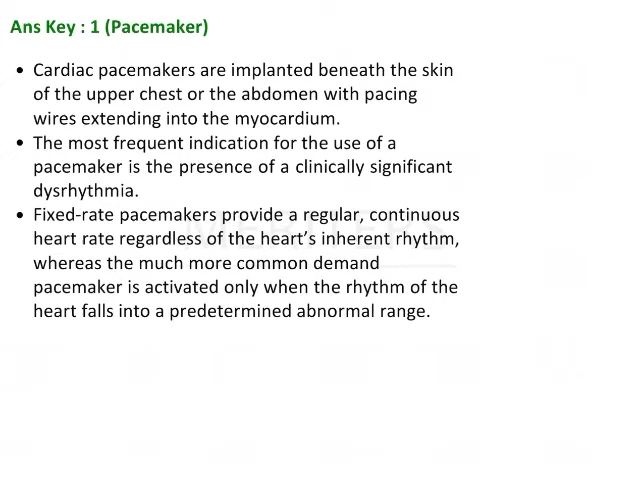 Ans Key : 1 (Pacemaker)
• Cardiac pacemakers are implanted beneath the skin
of the upper chest or the abdomen with pacing
wires extending into the myocardium.
• The most frequent indication for the use of a
pacemaker is the presence of a clinically significant
dysrhythmia.
• Fixed-rate pacemakers provide a regular, continuous
heart rate regardless of the heart’s inherent rhythm,
whereas the much more common demand
pacemaker is activated only when the rhythm of the
heart falls into a predetermined abnormal range.